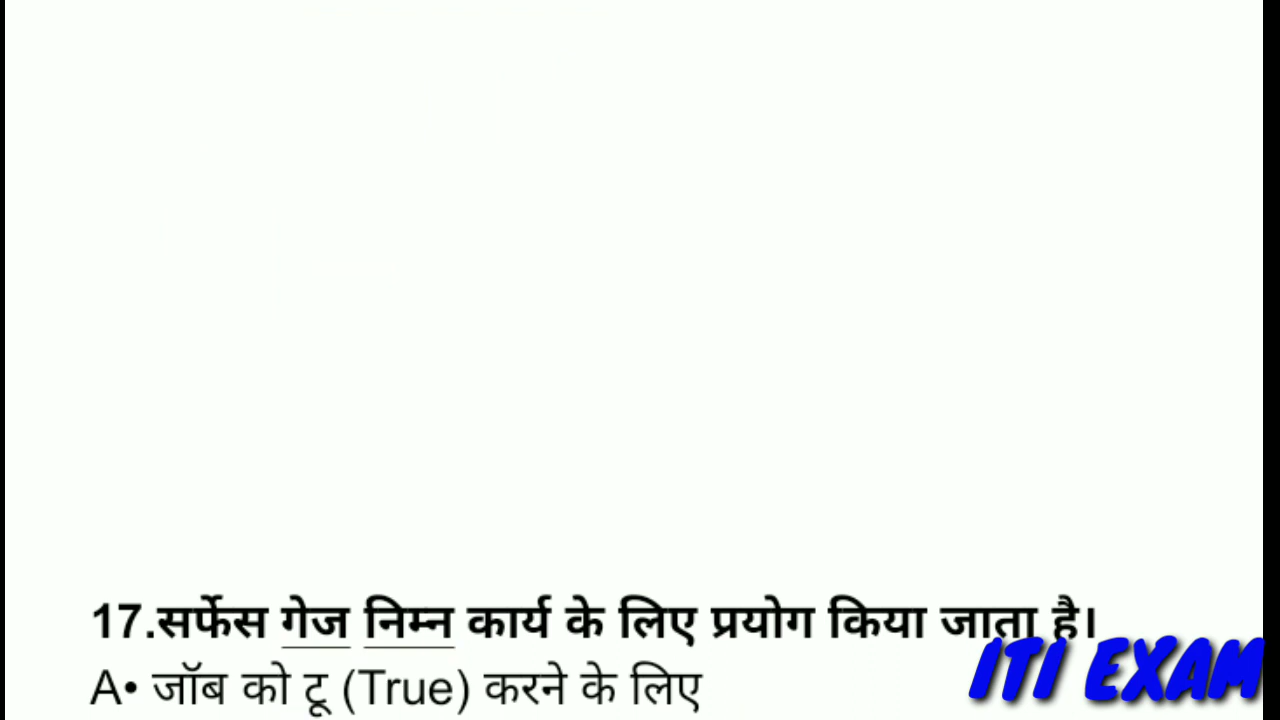 17.सर्फेस गेज निम्न कार्य के लिए प्रयोग किया जाता है।
A• जॉब को टू (True) करने के लिए
ITI EXAM